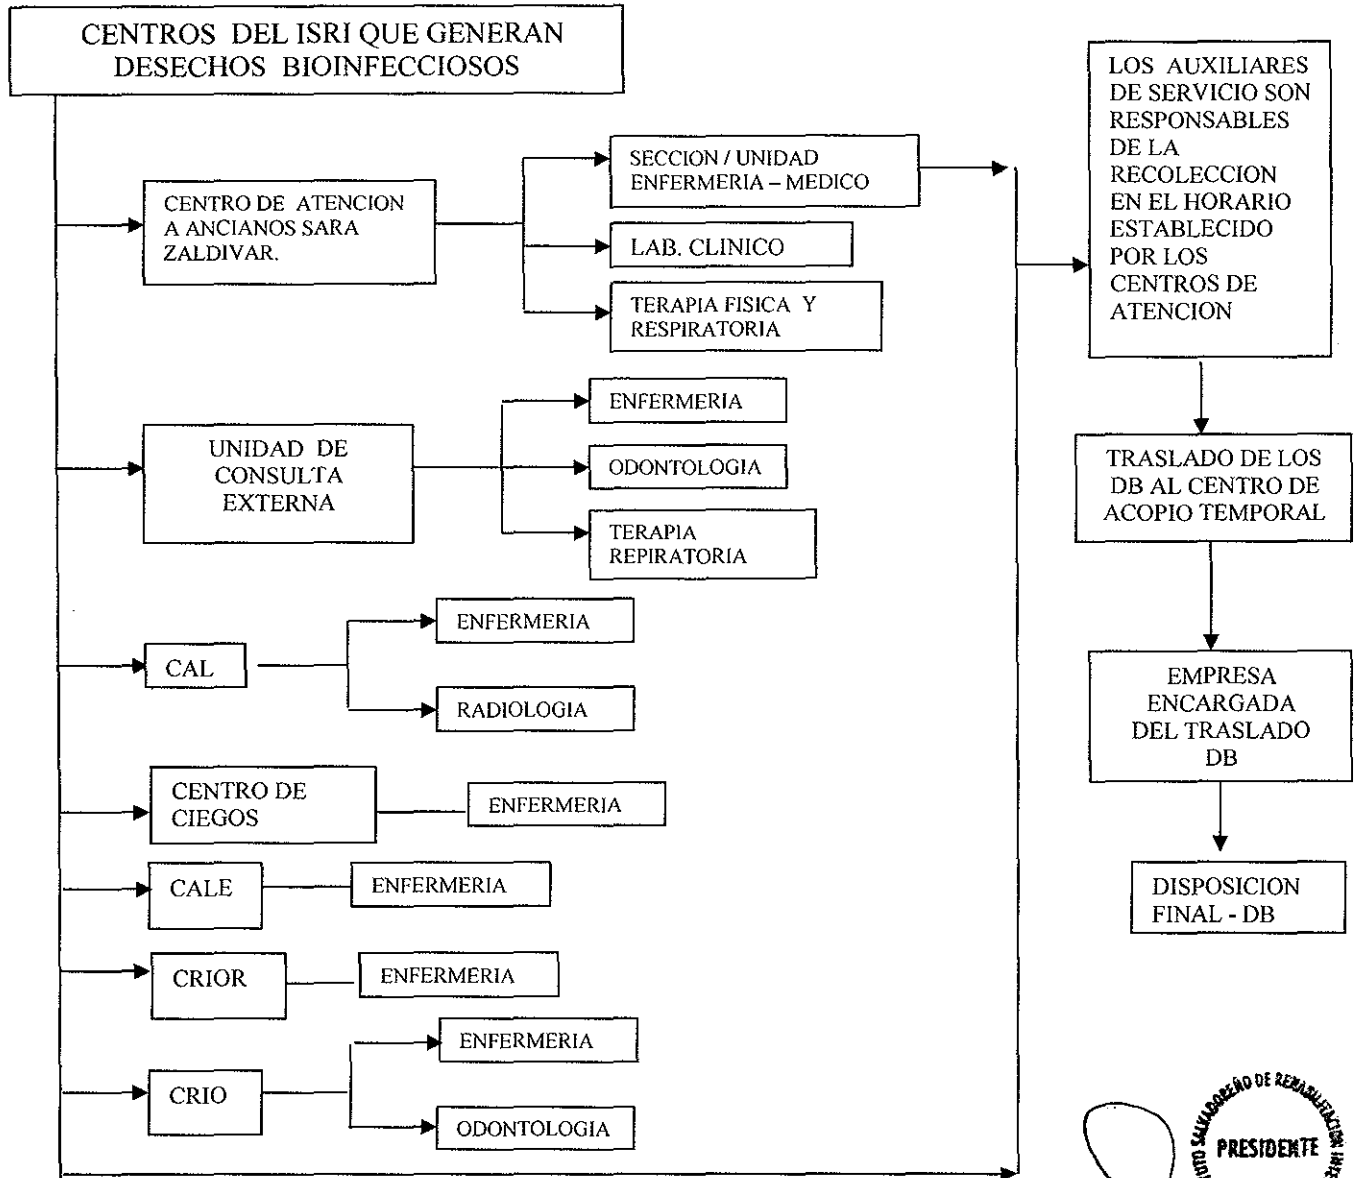 CENTROS DEL ISRI QUE GENERAN
DESECHOS BIOINFECCIOSOS
CENTRO DE ATENCION
A ANCIANOS SARA
ZALDIVAR.
SECCION / UNIDAD
ENFERMERIA – MEDICO
LAB. CLINICO
TERAPIA FISICA Y
RESPIRATORIA
UNIDAD DE
CONSULTA
EXTERNA
ENFERMERIA
ODONTOLOGIA
TERAPIA
REPIRATORIA
CAL
ENFERMERIA
RADIOLOGIA
CENTRO DE
CIEGOS
ENFERMERIA
CALE
ENFERMERIA
CRIOR
ENFERMERIA
CRIO
ENFERMERIA
ODONTOLOGIA
LOS AUXILIARES
DE SERVICIO SON
RESPONSABLES
DE LA
RECOLECCION
EN EL HORARIO
ESTABLECIDO
POR LOS
CENTROS DE
ATENCION
TRASLADO DE LOS
DB AL CENTRO DE
ACOPIO TEMPORAL
EMPRESA
ENCARGADA
DEL TRASLADO
DB
DISPOSICION
FINAL - DB
SALVADOREÑO DE REHABILITACION
PRESIDENTE